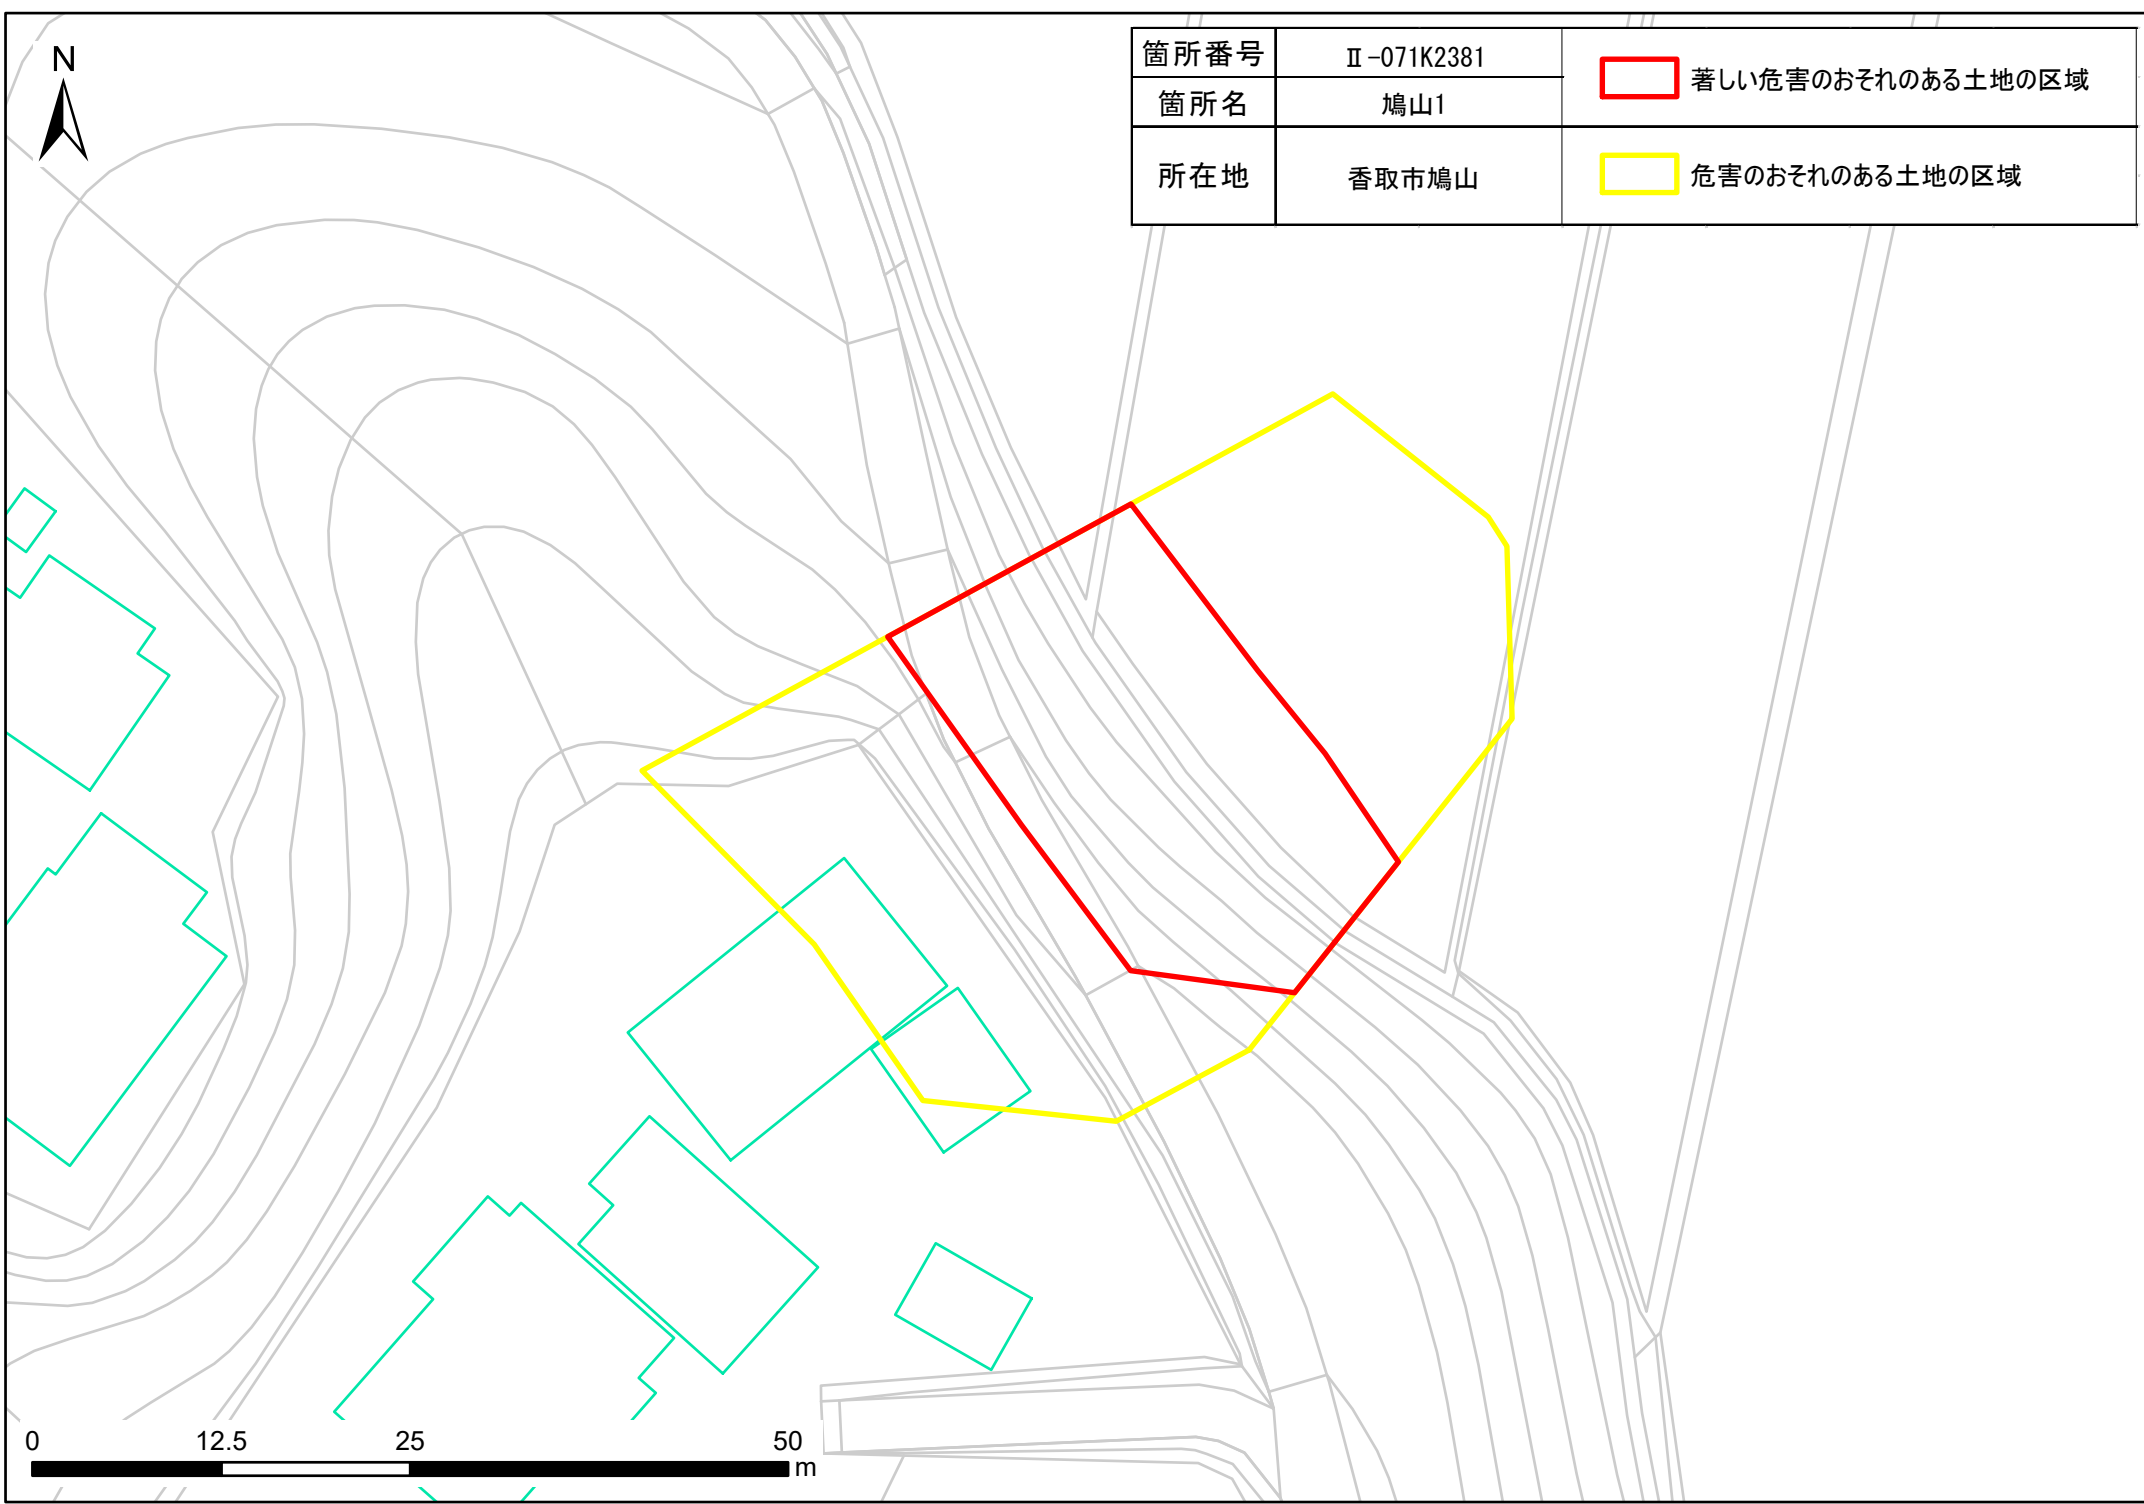 N
箇所番号 Ⅱ-071K2381
箇所名 鳩山1
所在地 香取市鳩山
著しい危害のおそれのある土地の区域
危害のおそれのある土地の区域
0 12.5 25 50
m